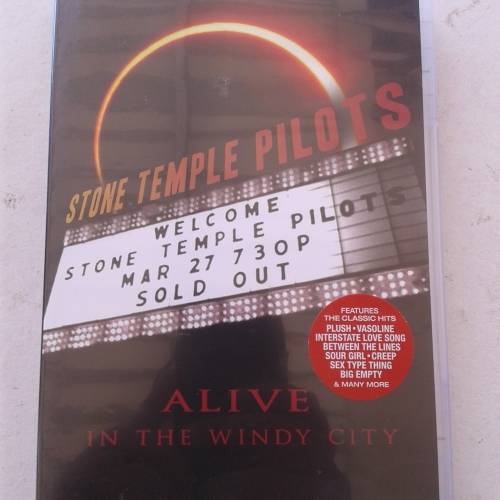 STONE TEMPLE PILOTS
WELCOME
STONE TEMPLE PILOTS
MAR 27 730P
SOLD OUT
FEATURES
THE CLASSIC HITS
PLUSH • VASOLINE
INTERSTATE LOVE SONG
BETWEEN THE LINES
SOUR GIRL • CREEP
SEX TYPE THING
BIG EMPTY
& MANY MORE
ALIVE
IN THE WINDY CITY